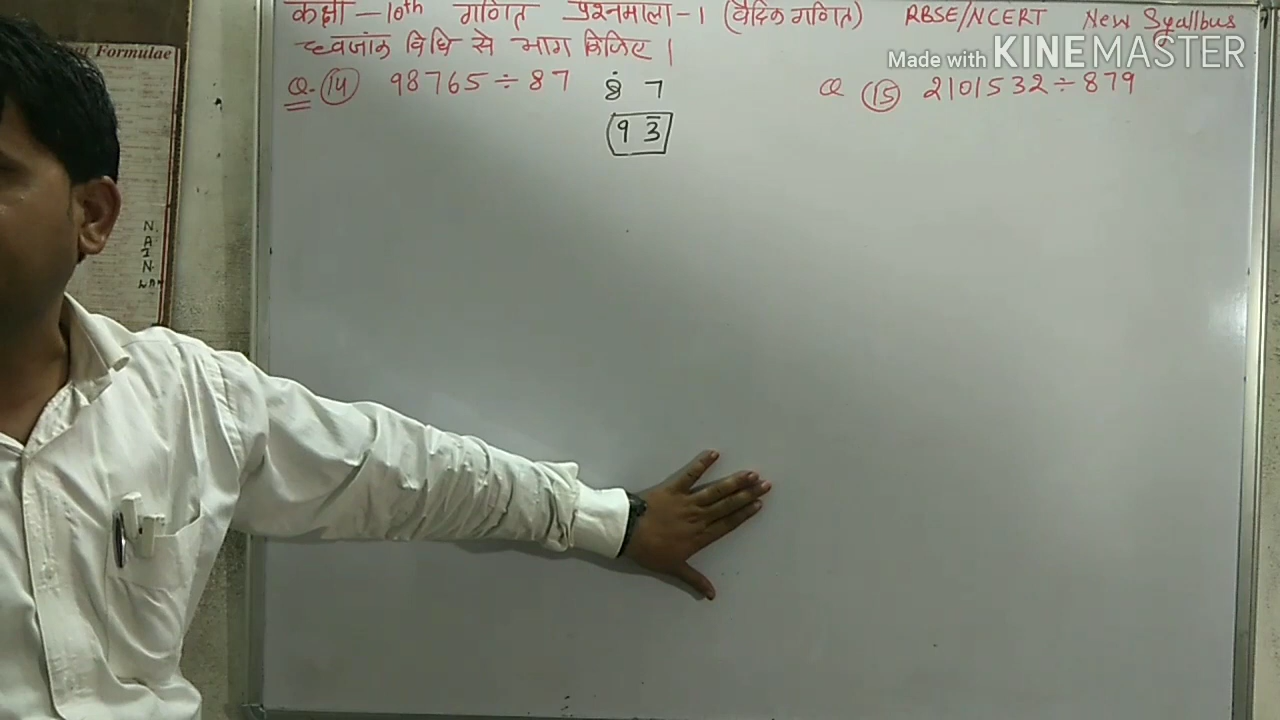 कक्षा - 10th गणित प्रश्नमाला - 1 (वैदिक गणित) RBSE/NCERT New Syallbus
ध्वजांक विधि से भाग किजिए।
Made with KINEMASTER
Q. 14 98765 ÷ 87
8̇ 7
9 3̅
Q 15 2101532 ÷ 879
Formulae
N
A
I
N